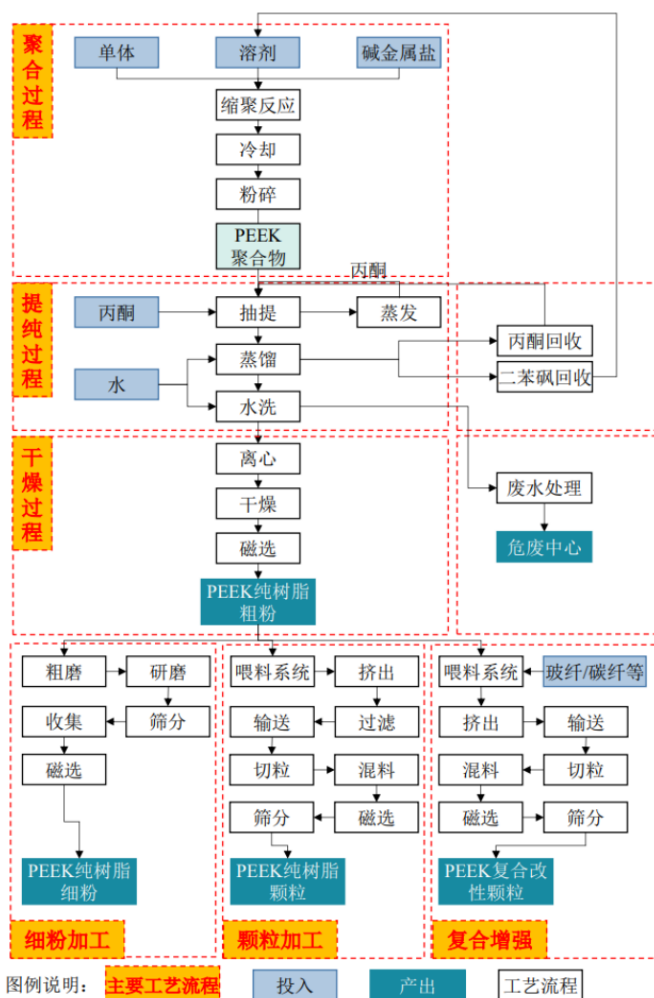 聚合过程
单体
溶剂
碱金属盐
缩聚反应
冷却
粉碎
PEEK
聚合物
丙酮
提纯过程
丙酮
抽提
蒸发
丙酮回收
蒸馏
二苯砜回收
水
水洗
干燥过程
离心
干燥
磁选
PEEK纯树脂
粗粉
废水处理
危废中心
粗磨
研磨
收集
筛分
磁选
PEEK纯树脂
细粉
细粉加工
喂料系统
挤出
输送
过滤
切粒
混料
筛分
磁选
PEEK纯树脂
颗粒
颗粒加工
喂料系统
玻纤/碳纤等
挤出
输送
混料
切粒
磁选
筛分
PEEK复合改
性颗粒
复合增强
图例说明：
主要工艺流程
投入
产出
工艺流程